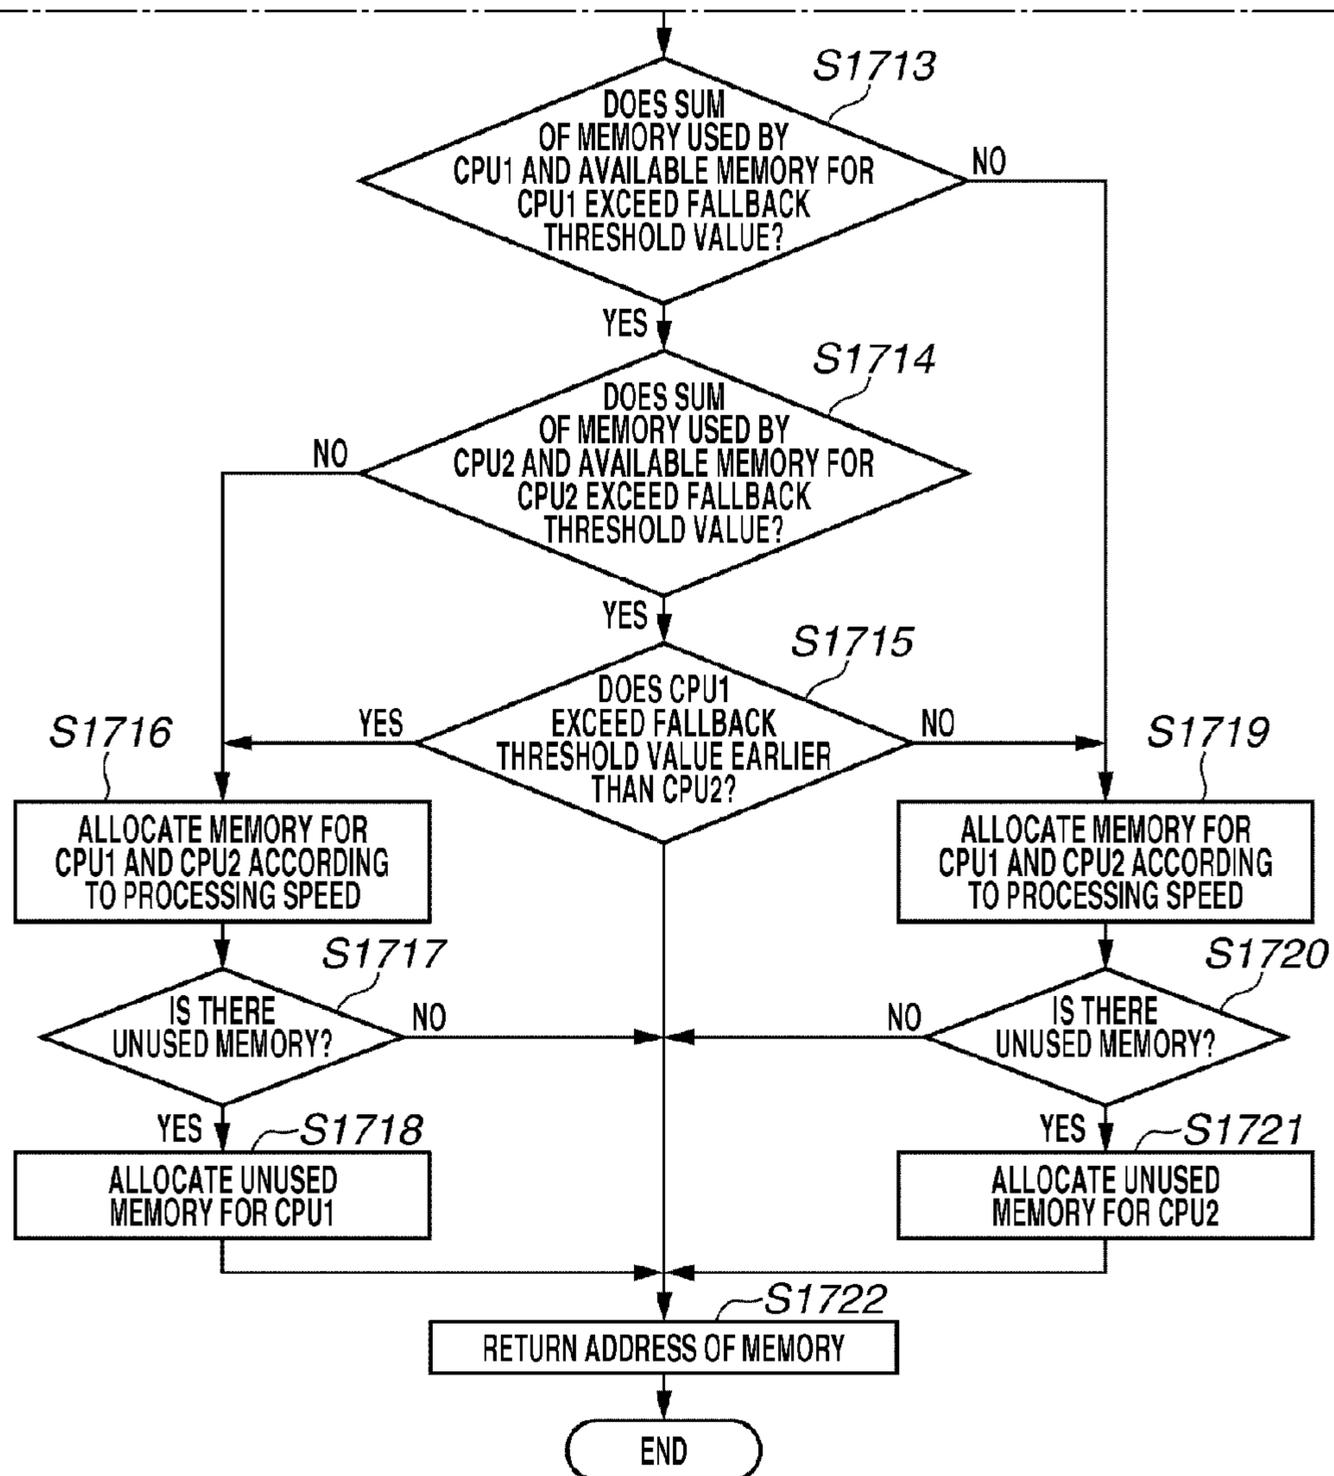 S1713
DOES SUM
OF MEMORY USED BY
CPU1 AND AVAILABLE MEMORY FOR
CPU1 EXCEED FALLBACK
THRESHOLD VALUE?
NO
YES
S1714
DOES SUM
OF MEMORY USED BY
CPU2 AND AVAILABLE MEMORY FOR
CPU2 EXCEED FALLBACK
THRESHOLD VALUE?
NO
YES
S1715
DOES CPU1
EXCEED FALLBACK
THRESHOLD VALUE EARLIER
THAN CPU2?
YES
NO
S1716
ALLOCATE MEMORY FOR
CPU1 AND CPU2 ACCORDING
TO PROCESSING SPEED
S1719
ALLOCATE MEMORY FOR
CPU1 AND CPU2 ACCORDING
TO PROCESSING SPEED
S1717
IS THERE
UNUSED MEMORY?
NO
YES
S1720
IS THERE
UNUSED MEMORY?
NO
YES
S1718
ALLOCATE UNUSED
MEMORY FOR CPU1
S1721
ALLOCATE UNUSED
MEMORY FOR CPU2
S1722
RETURN ADDRESS OF MEMORY
END